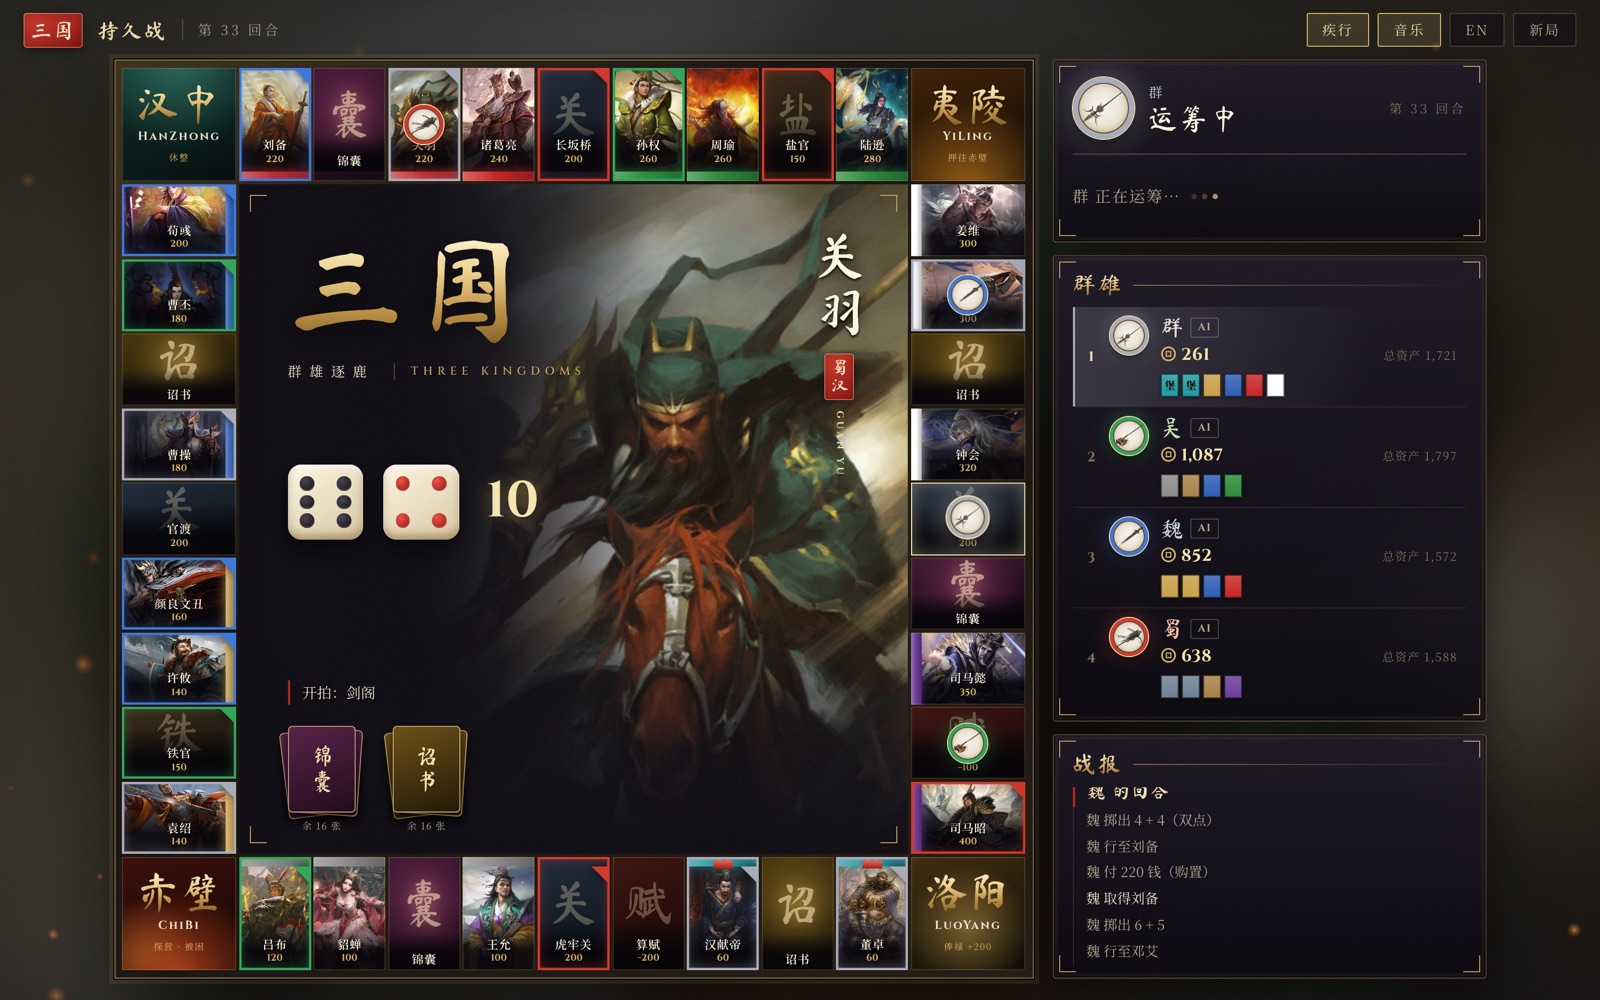 三国 持久战 第 33 回合
疾行 音乐 EN 新局
汉中
HANZHONG
休整
刘备
220
囊
锦囊
220
诸葛亮
240
关
长坂桥
200
孙权
260
周瑜
260
盐
盐官
150
陆逊
280
夷陵
YILING
押往赤壁
荀彧
200
曹丕
180
诏
诏书
曹操
180
关
官渡
200
颜良文丑
160
许攸
140
铁
铁官
150
袁绍
140
姜维
300
300
诏
诏书
钟会
320
200
囊
锦囊
司马懿
350
-100
司马昭
400
赤壁
CHIBI
探营 · 被困
吕布
120
貂蝉
100
囊
锦囊
王允
100
关
虎牢关
200
赋
算赋
-200
汉献帝
60
诏
诏书
董卓
60
洛阳
LUOYANG
俸禄 +200
三国
群雄逐鹿 THREE KINGDOMS
关羽
蜀汉
GUAN YU
10
开拍：剑阁
锦囊
余 16 张
诏书
余 16 张
群
运筹中
第 33 回合
群 正在运筹…
群雄
1 群 AI
261
总资产 1,721
堡 堡
2 吴 AI
1,087
总资产 1,797
3 魏 AI
852
总资产 1,572
4 蜀 AI
638
总资产 1,588
战报
魏 的回合
魏 掷出 4 + 4（双点）
魏 行至刘备
魏 付 220 钱（购置）
魏 取得刘备
魏 掷出 6 + 5
魏 行至邓艾